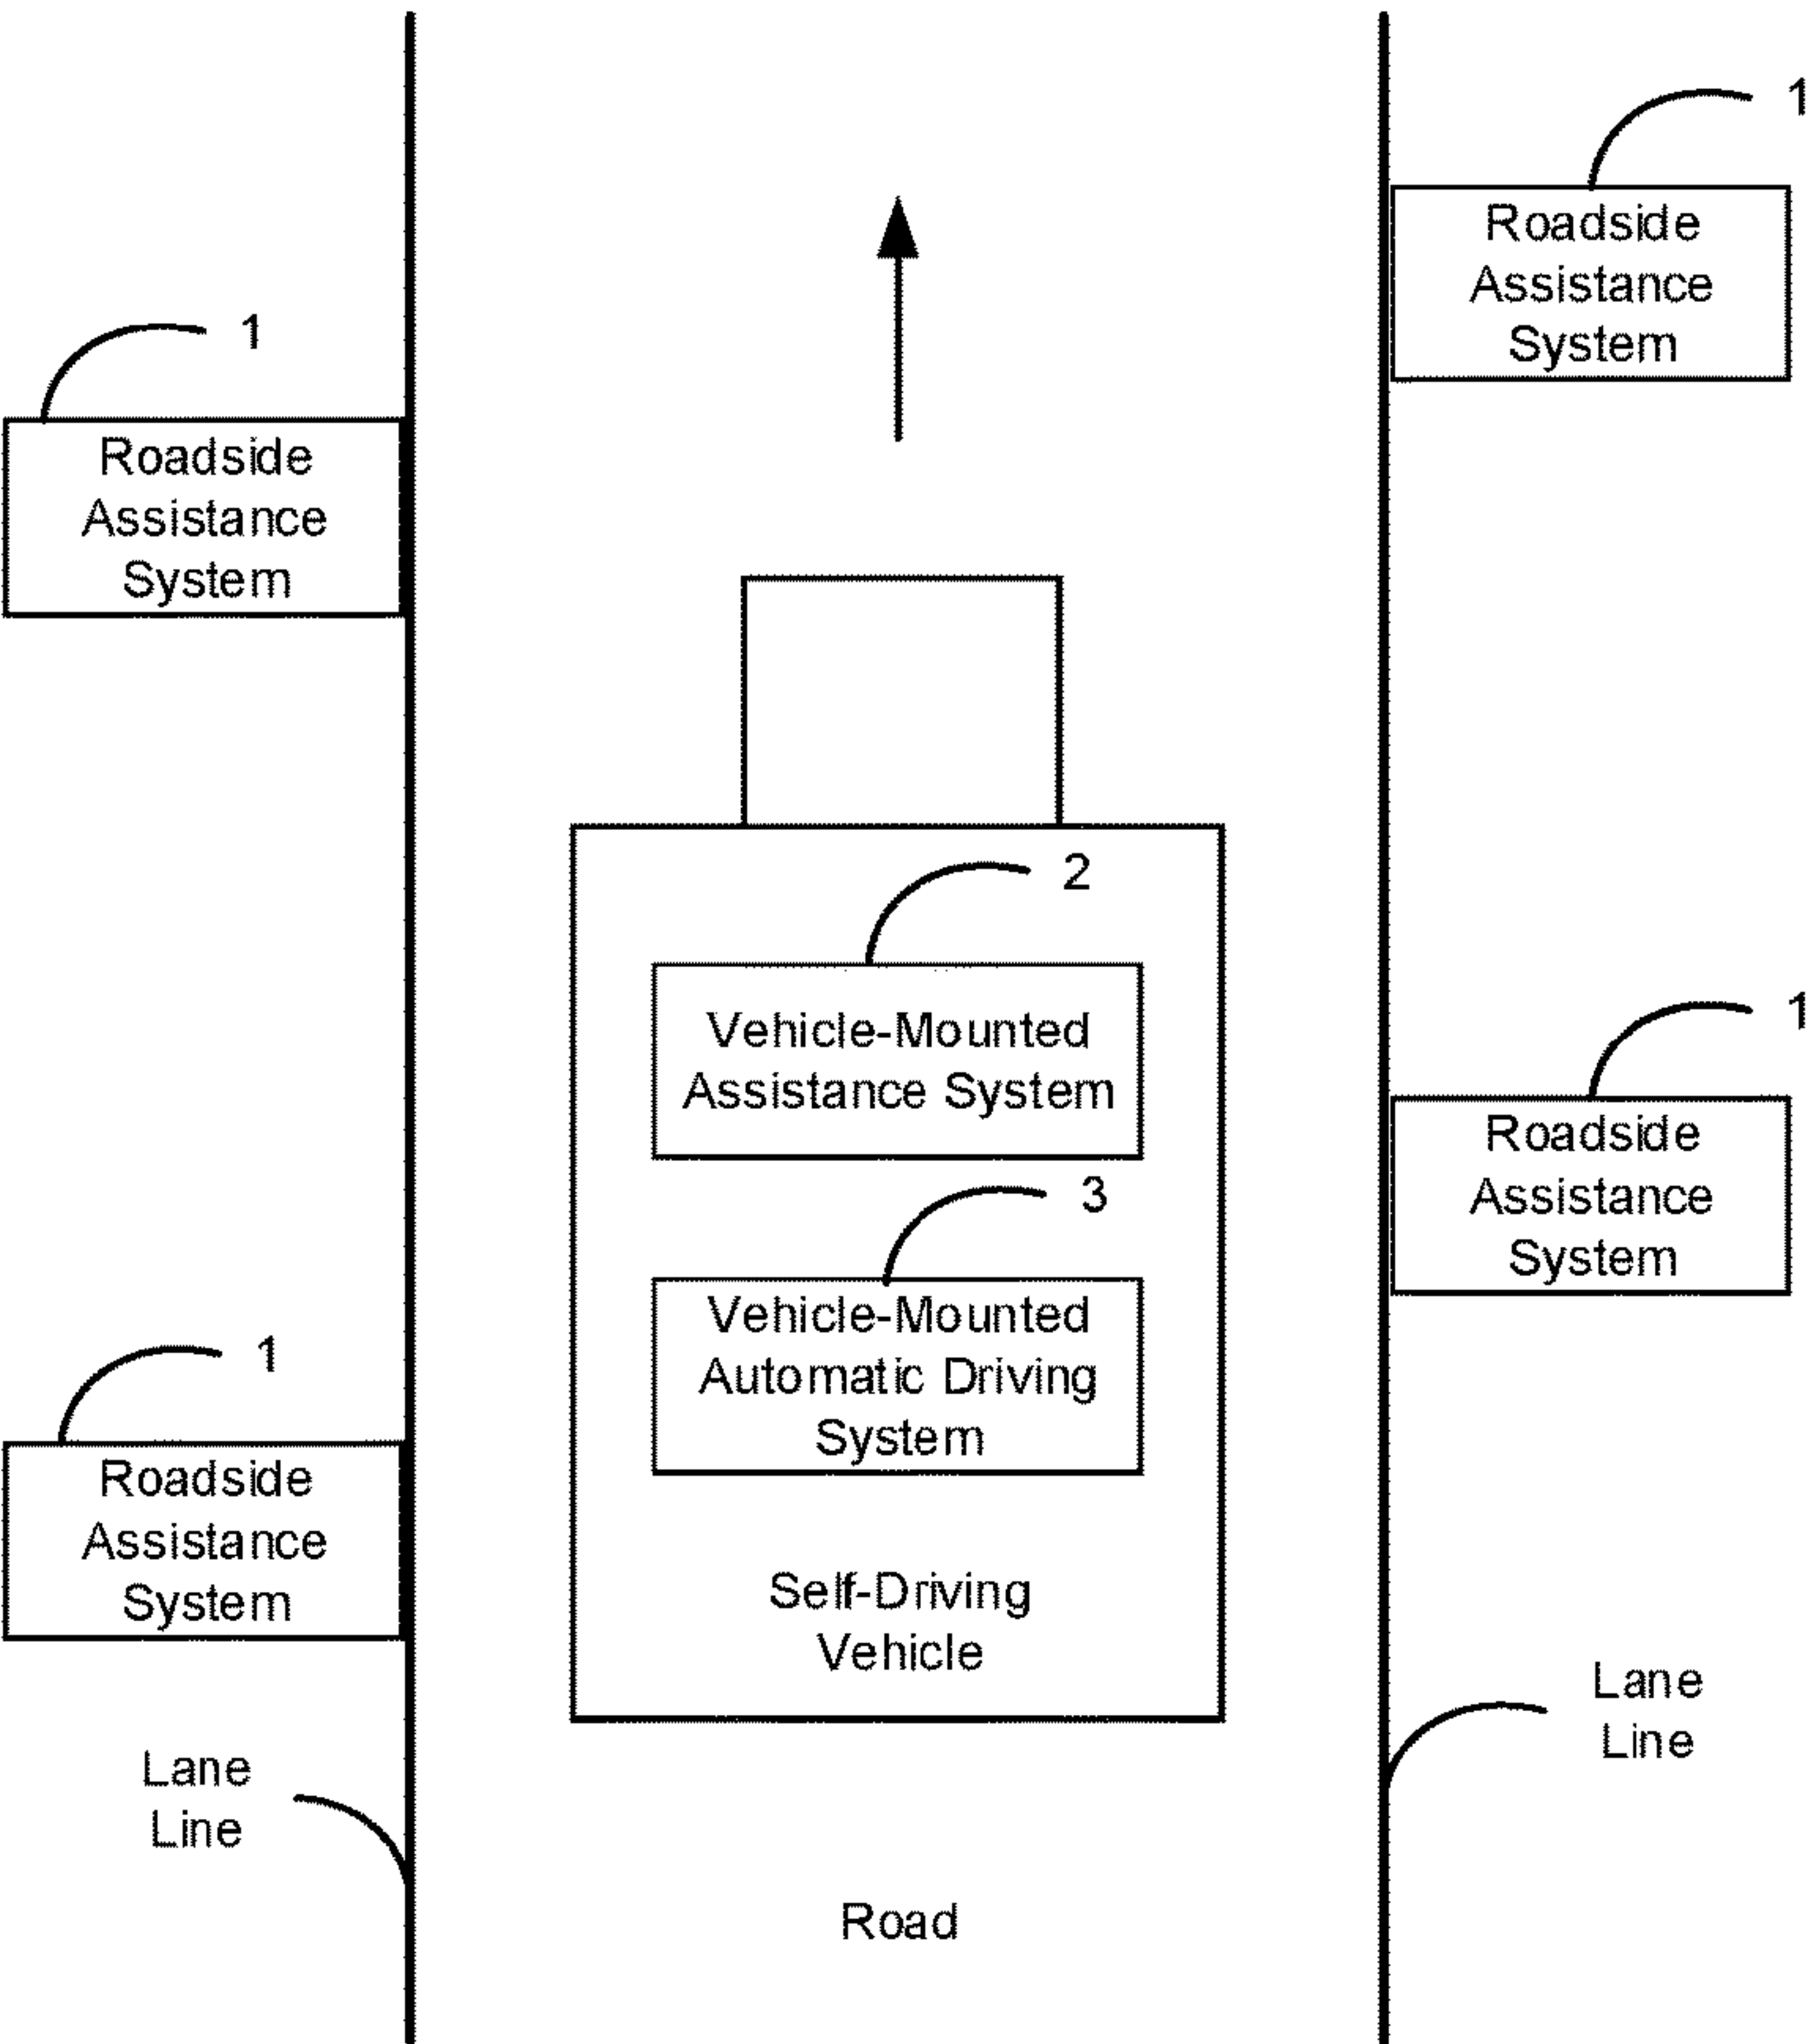 1
Roadside
Assistance
System
1
Roadside
Assistance
System
2
Vehicle-Mounted
Assistance System
1
Roadside
Assistance
System
3
Vehicle-Mounted
Automatic Driving
System
1
Roadside
Assistance
System
Self-Driving
Vehicle
Lane
Line
Lane
Line
Road